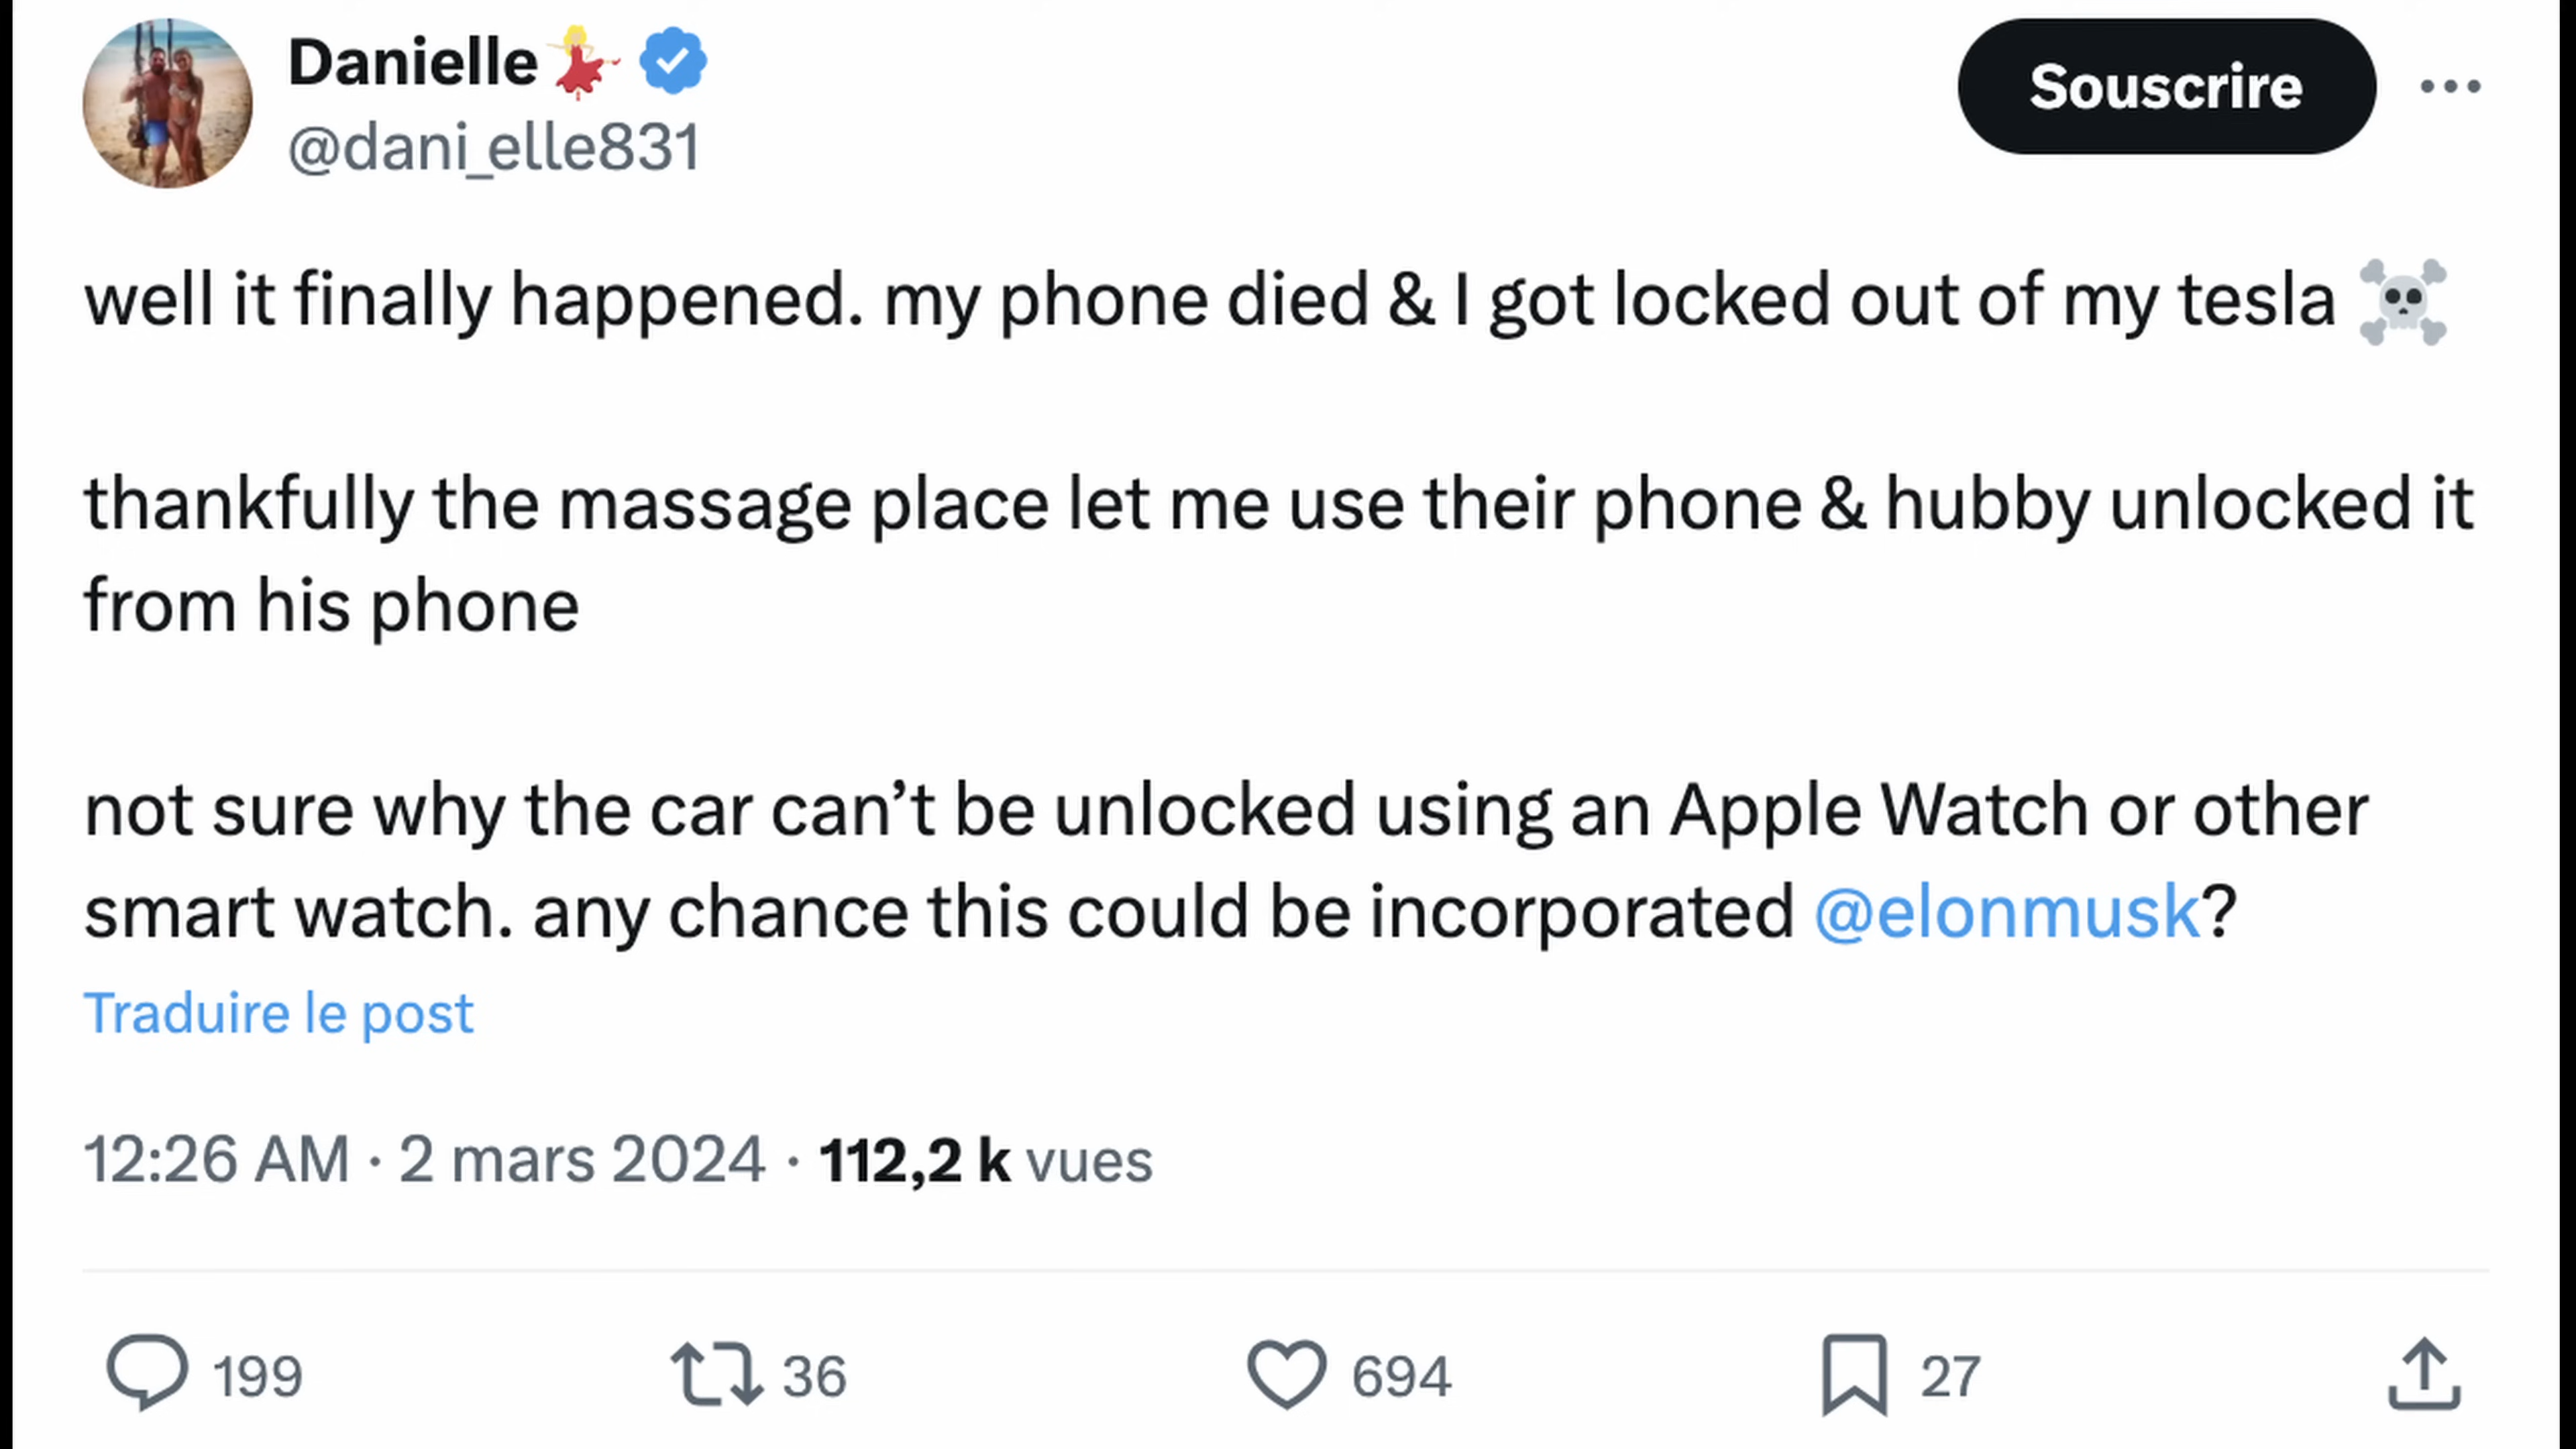 Danielle💃
@dani_elle831
Souscrire
well it finally happened. my phone died & I got locked out of my tesla ☠️
thankfully the massage place let me use their phone & hubby unlocked it
from his phone
not sure why the car can’t be unlocked using an Apple Watch or other
smart watch. any chance this could be incorporated @elonmusk?
Traduire le post
12:26 AM · 2 mars 2024 · 112,2 k vues
199 36 694 27